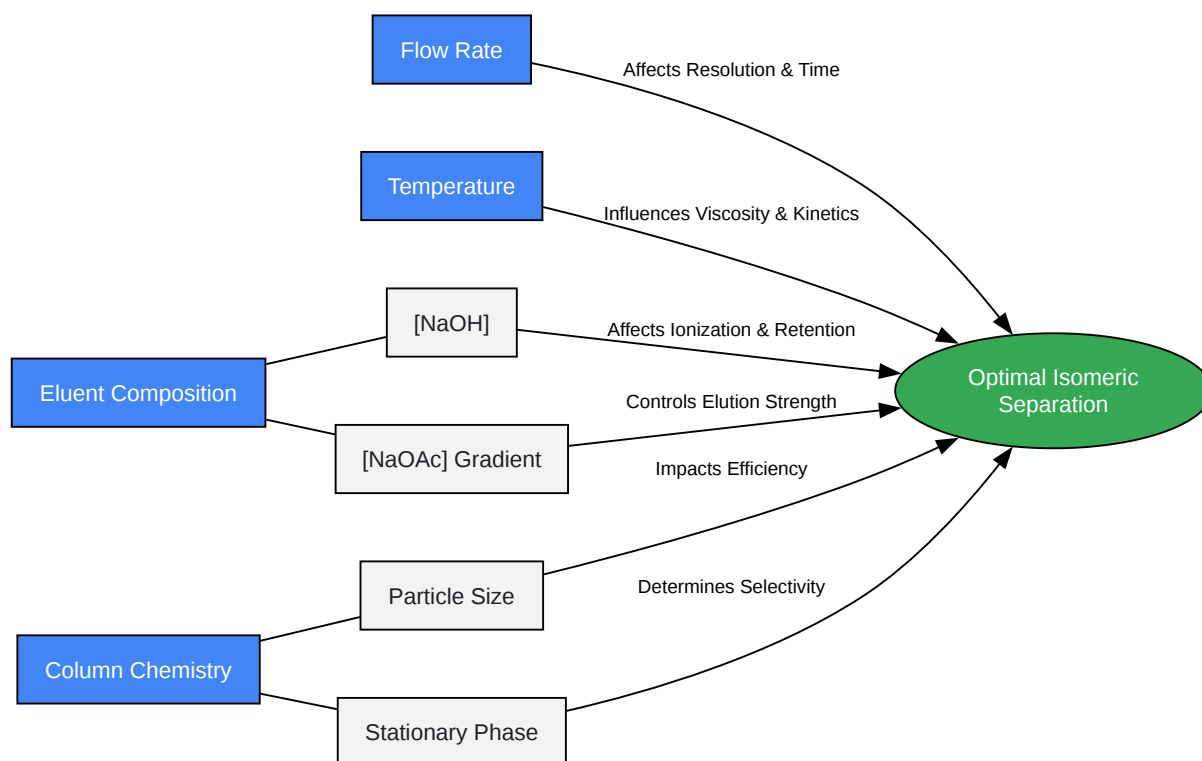 Flow Rate
Affects Resolution & Time
Temperature
Influences Viscosity & Kinetics
[NaOH]
Affects Ionization & Retention
Eluent Composition
Optimal Isomeric
Separation
Controls Elution Strength
[NaOAc] Gradient
Impacts Efficiency
Particle Size
Determines Selectivity
Column Chemistry
Stationary Phase